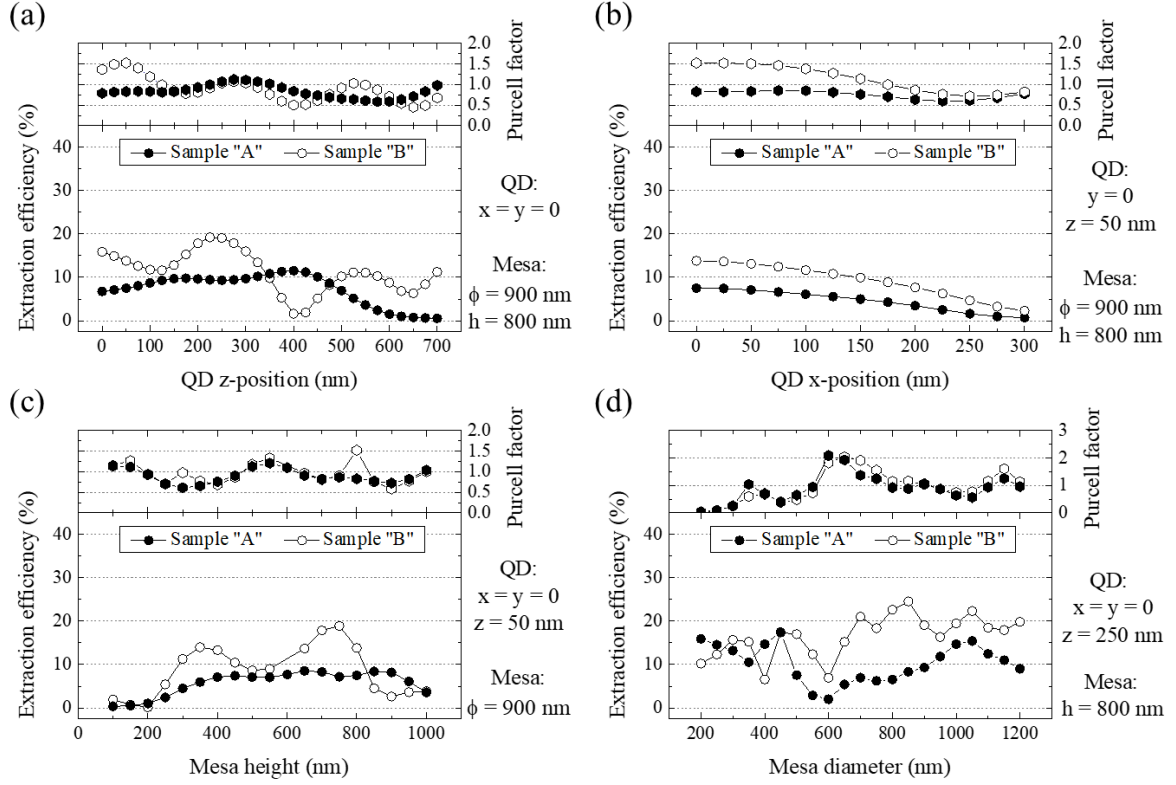 (a)
Purcell factor
2.0
1.5
1.0
0.5
0.0
Extraction efficiency (%)
40
30
20
10
0
Sample "A" Sample "B"
QD:
x = y = 0
Mesa:
ϕ = 900 nm
h = 800 nm
0 100 200 300 400 500 600 700
QD z-position (nm)
(b)
Purcell factor
2.0
1.5
1.0
0.5
0.0
Extraction efficiency (%)
40
30
20
10
0
Sample "A" Sample "B"
QD:
y = 0
z = 50 nm
Mesa:
ϕ = 900 nm
h = 800 nm
0 50 100 150 200 250 300
QD x-position (nm)
(c)
Purcell factor
2.0
1.5
1.0
0.5
0.0
Extraction efficiency (%)
40
30
20
10
0
Sample "A" Sample "B"
QD:
x = y = 0
z = 50 nm
Mesa:
ϕ = 900 nm
0 200 400 600 800 1000
Mesa height (nm)
(d)
Purcell factor
3
2
1
0
Extraction efficiency (%)
40
30
20
10
0
Sample "A" Sample "B"
QD:
x = y = 0
z = 250 nm
Mesa:
h = 800 nm
200 400 600 800 1000 1200
Mesa diameter (nm)